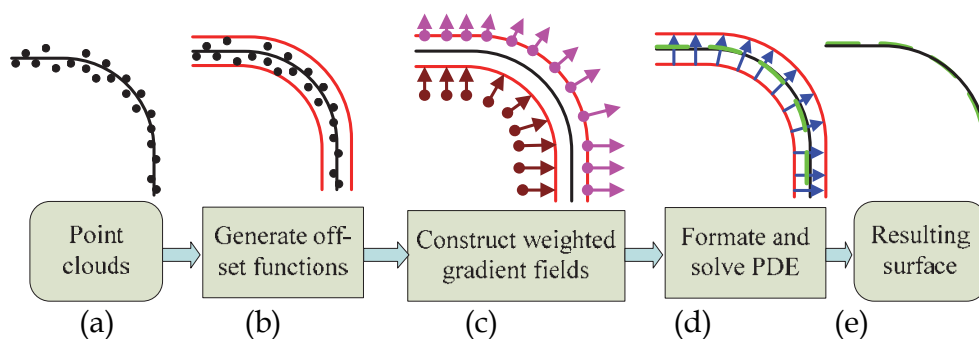 Point
clouds
Generate off-
set functions
Construct weighted
gradient fields
Formate and
solve PDE
Resulting
surface
(a)
(b)
(c)
(d)
(e)